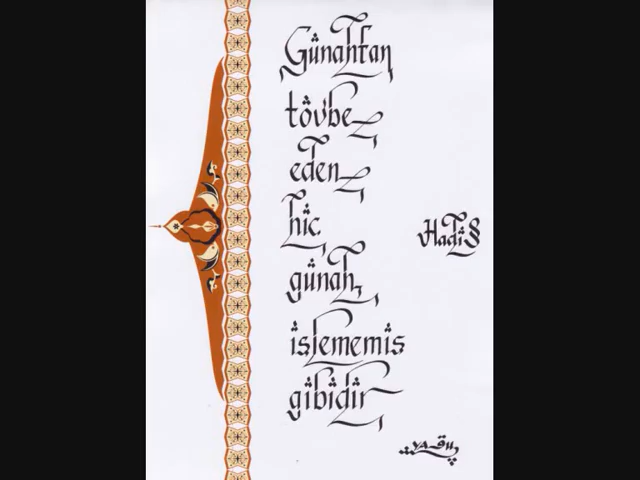 Günahtan
tövbe
eden
hiç
günah
işlememiş
gibidir
Hadis